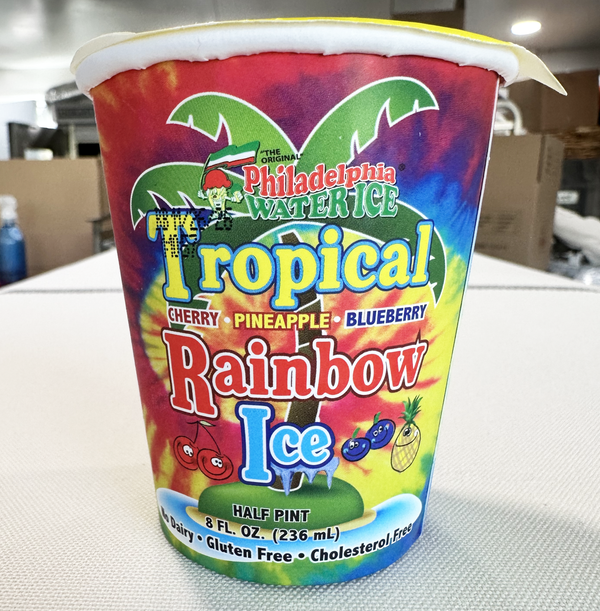 "THE
ORIGINAL"
Philadelphia®
WATER ICE
Tropical
CHERRY • PINEAPPLE • BLUEBERRY
Rainbow
Ice
HALF PINT
8 FL. OZ. (236 mL)
No Dairy • Gluten Free • Cholesterol Free